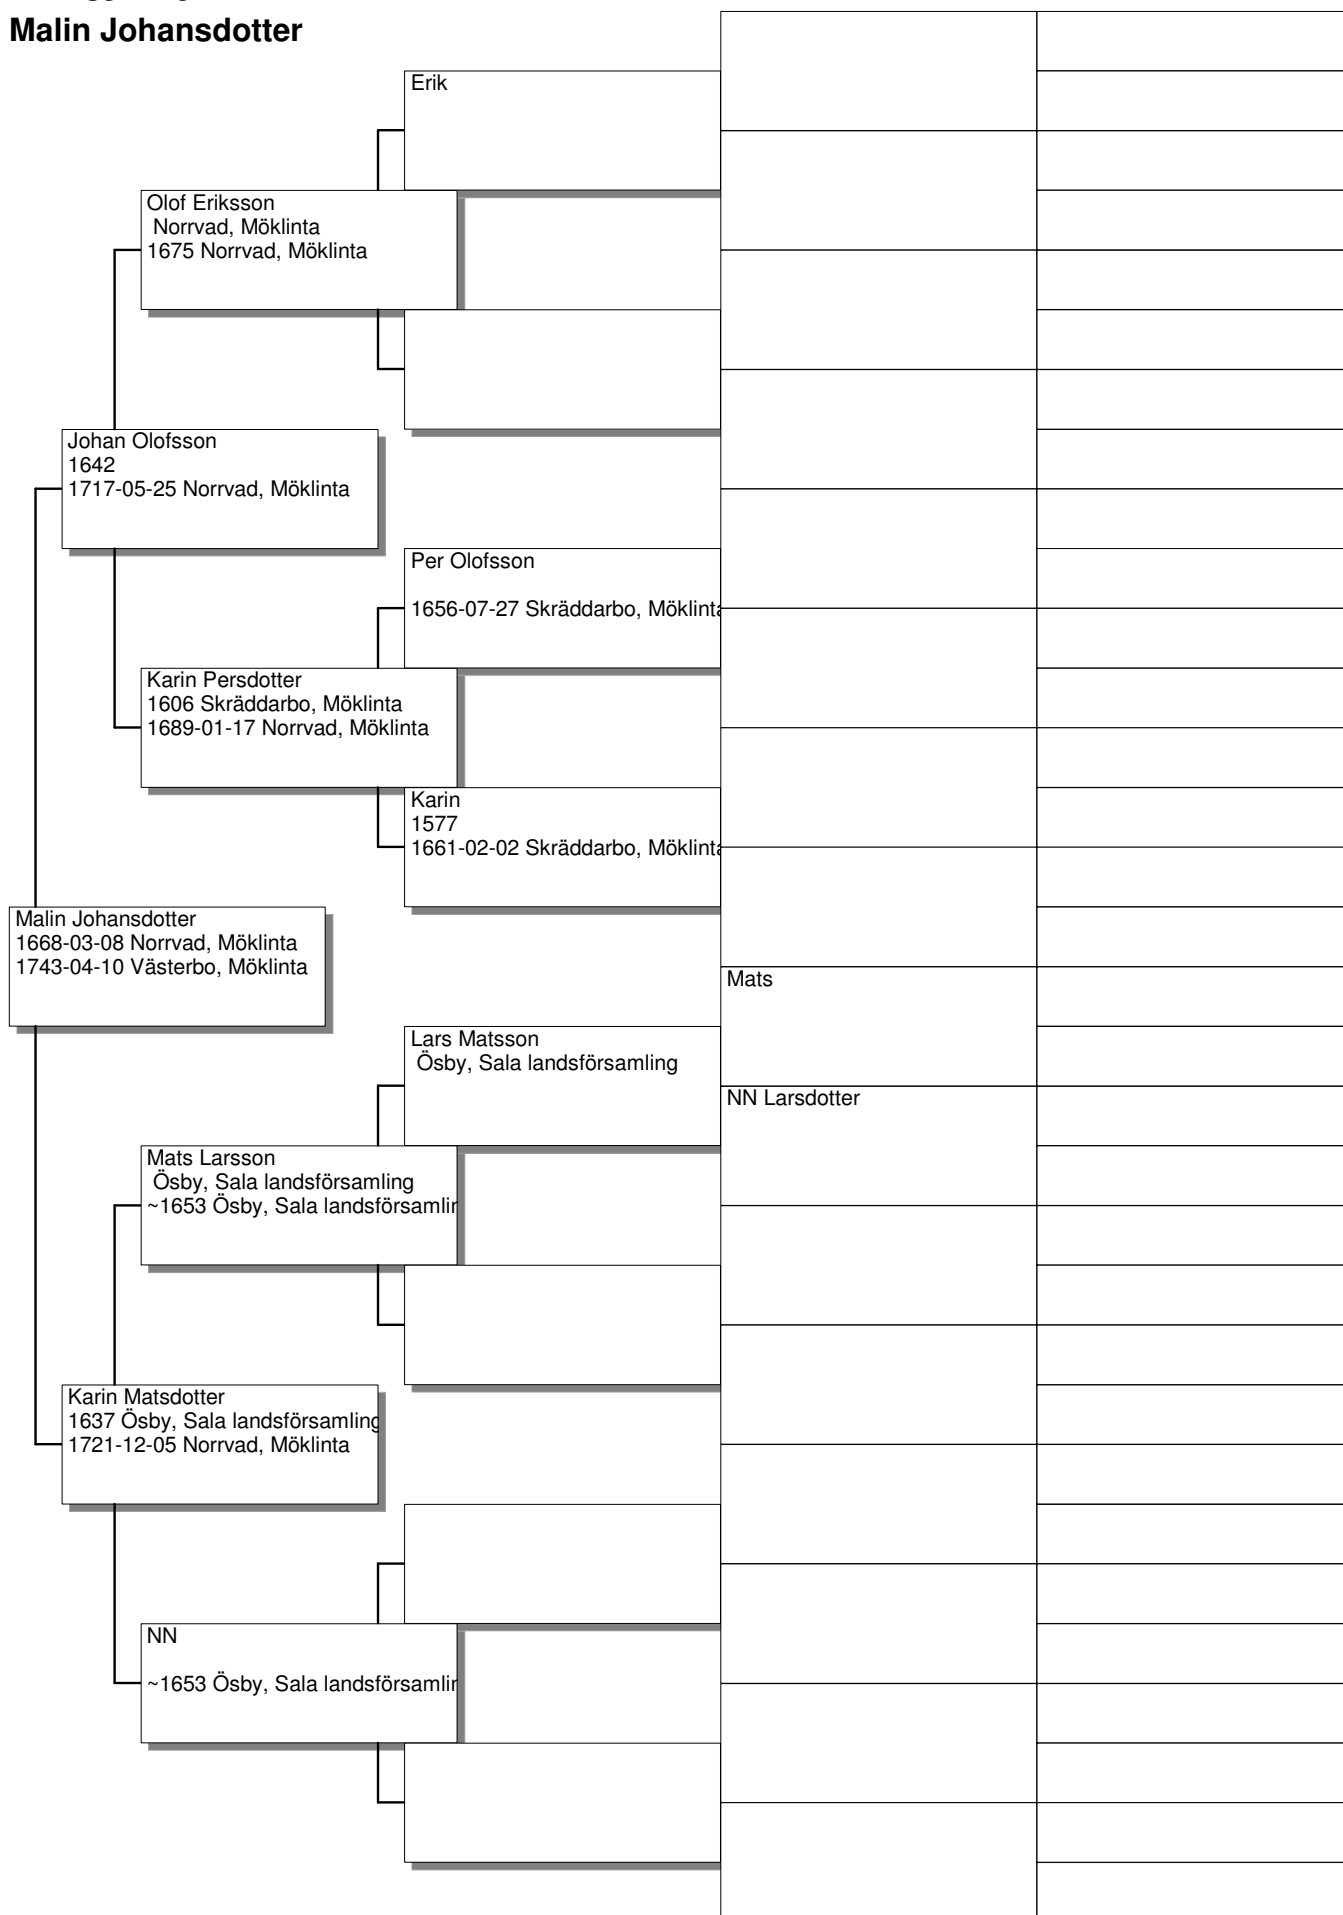 Malin Johansdotter
Erik
Olof Eriksson
Norrvad, Möklinta
1675 Norrvad, Möklinta
Johan Olofsson
1642
1717-05-25 Norrvad, Möklinta
Per Olofsson
1656-07-27 Skräddarbo, Möklinta
Karin Persdotter
1606 Skräddarbo, Möklinta
1689-01-17 Norrvad, Möklinta
Karin
1577
1661-02-02 Skräddarbo, Möklinta
Malin Johansdotter
1668-03-08 Norrvad, Möklinta
1743-04-10 Västerbo, Möklinta
Mats
Lars Matsson
Ösby, Sala landsförsamling
NN Larsdotter
Mats Larsson
Ösby, Sala landsförsamling
~1653 Ösby, Sala landsförsamlin
Karin Matsdotter
1637 Ösby, Sala landsförsamling
1721-12-05 Norrvad, Möklinta
NN
~1653 Ösby, Sala landsförsamlin